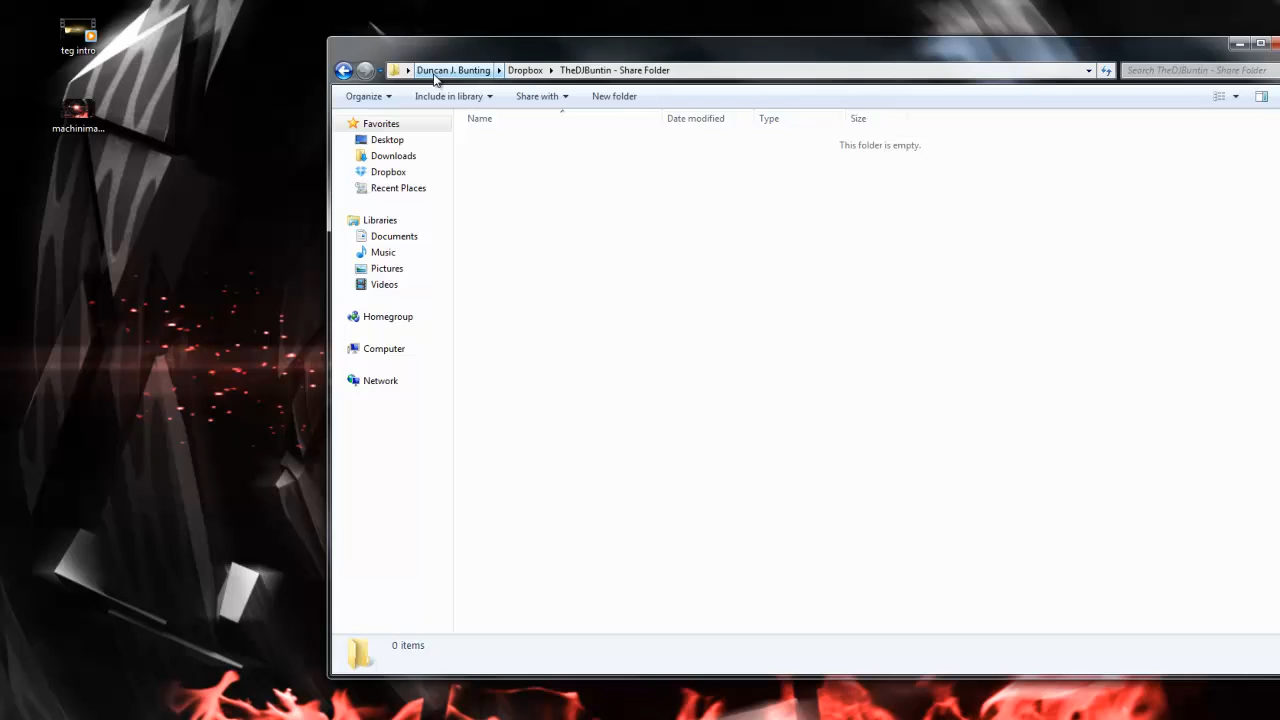 teg intro
machinima...
Duncan J. Bunting Dropbox TheDJBuntin - Share Folder
Search TheDJBuntin - Share Folder
Organize Include in library Share with New folder
Name Date modified Type Size
This folder is empty.
Favorites
Desktop
Downloads
Dropbox
Recent Places
Libraries
Documents
Music
Pictures
Videos
Homegroup
Computer
Network
0 items